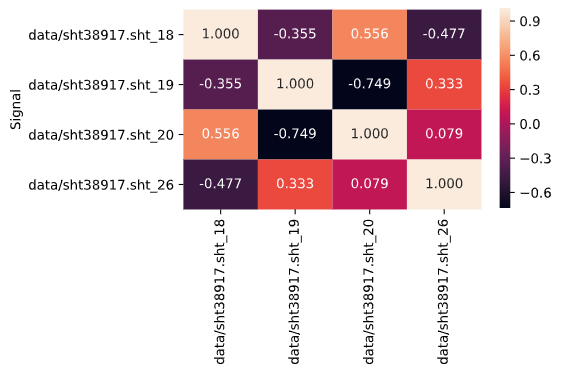 data/sht38917.sht_18 1.000 -0.355 0.556 -0.477
data/sht38917.sht_19 -0.355 1.000 -0.749 0.333
data/sht38917.sht_20 0.556 -0.749 1.000 0.079
data/sht38917.sht_26 -0.477 0.333 0.079 1.000
Signal
data/sht38917.sht_18
data/sht38917.sht_19
data/sht38917.sht_20
data/sht38917.sht_26
0.9
0.6
0.3
0.0
−0.3
−0.6